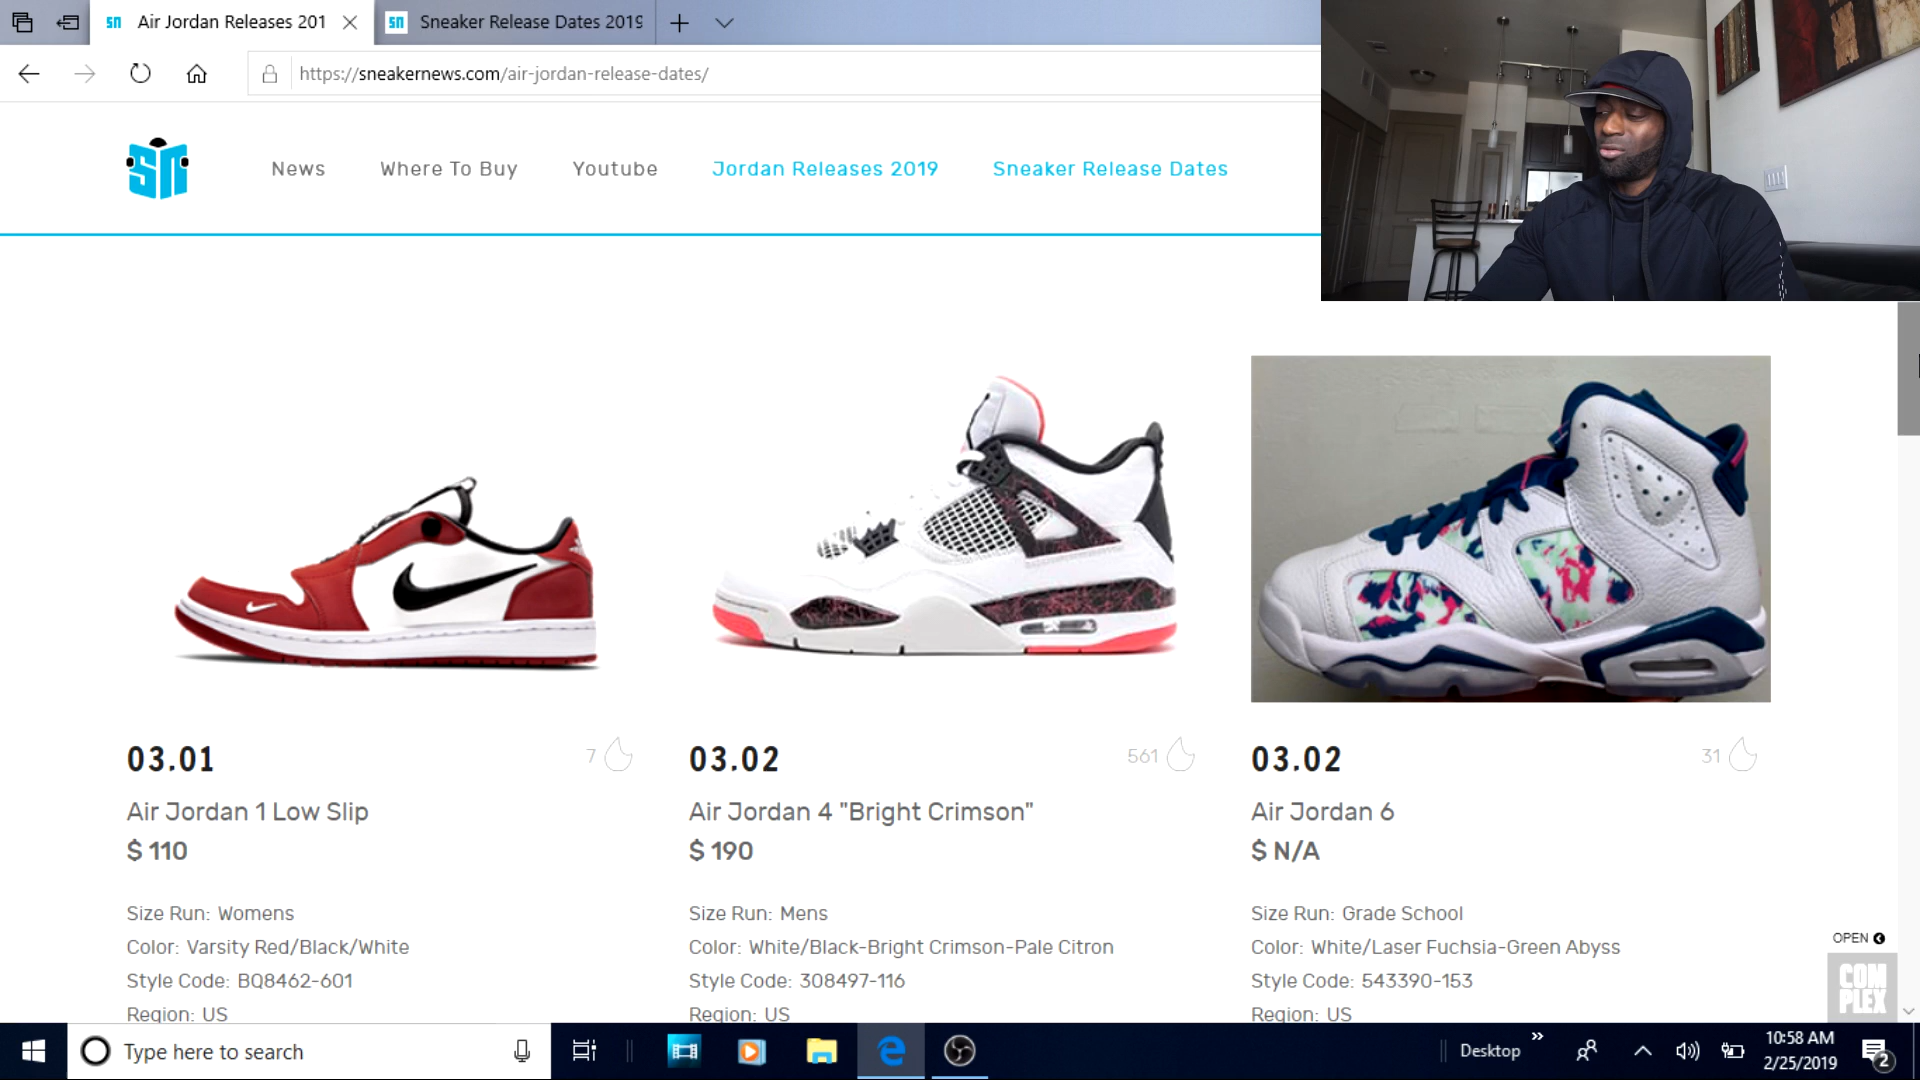 Air Jordan Releases 201
Sneaker Release Dates 2019
https://sneakernews.com/air-jordan-release-dates/
sn
News
Where To Buy
Youtube
Jordan Releases 2019
Sneaker Release Dates
03.01
7
Air Jordan 1 Low Slip
$ 110
Size Run: Womens
Color: Varsity Red/Black/White
Style Code: BQ8462-601
Region: US
03.02
561
Air Jordan 4 "Bright Crimson"
$ 190
Size Run: Mens
Color: White/Black-Bright Crimson-Pale Citron
Style Code: 308497-116
Region: US
03.02
31
Air Jordan 6
$ N/A
Size Run: Grade School
Color: White/Laser Fuchsia-Green Abyss
Style Code: 543390-153
Region: US
OPEN
COM
PLEX
Type here to search
Desktop
10:58 AM
2/25/2019
2